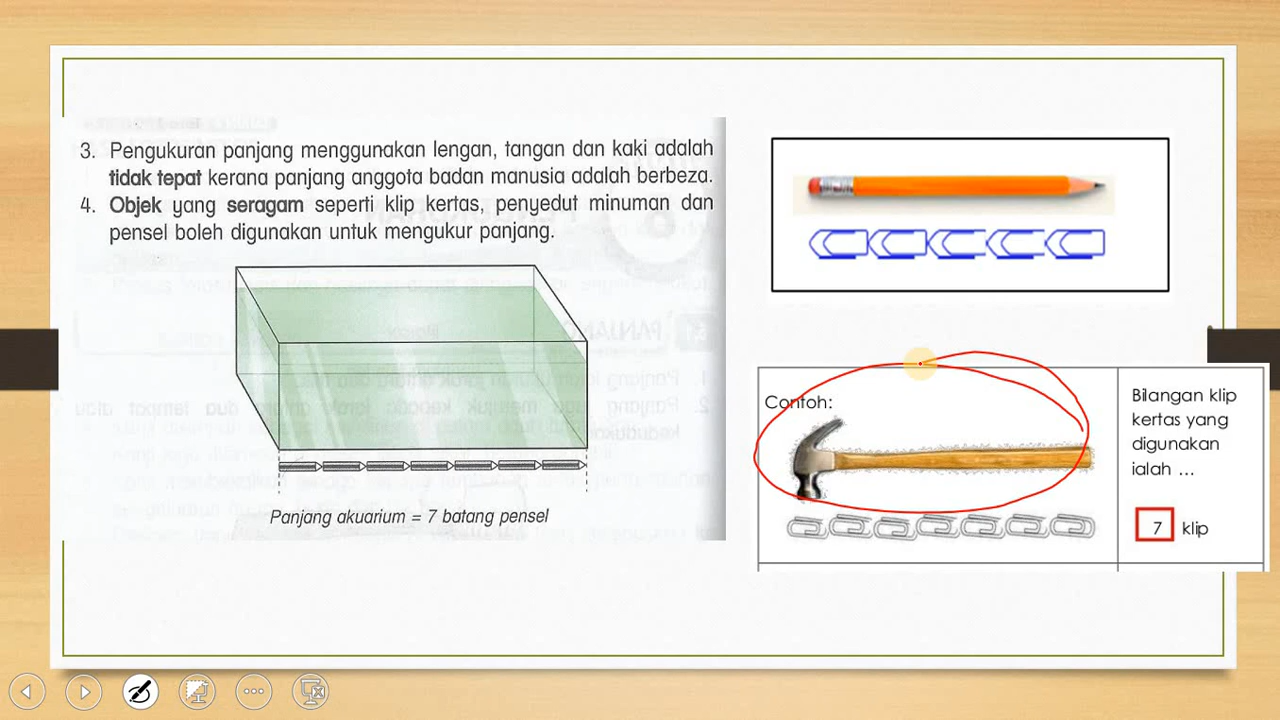 3. Pengukuran panjang menggunakan lengan, tangan dan kaki adalah
tidak tepat kerana panjang anggota badan manusia adalah berbeza.
4. Objek yang seragam seperti klip kertas, penyedut minuman dan
pensel boleh digunakan untuk mengukur panjang.
Panjang akuarium = 7 batang pensel
Contoh:
Bilangan klip
kertas yang
digunakan
ialah ...
7 klip